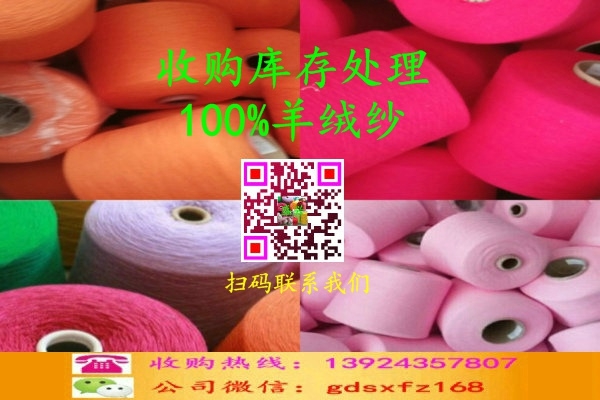 收购库存处理
100%羊绒纱
扫码联系我们
收购热线：13924357807
公司微信：gdsxfz168